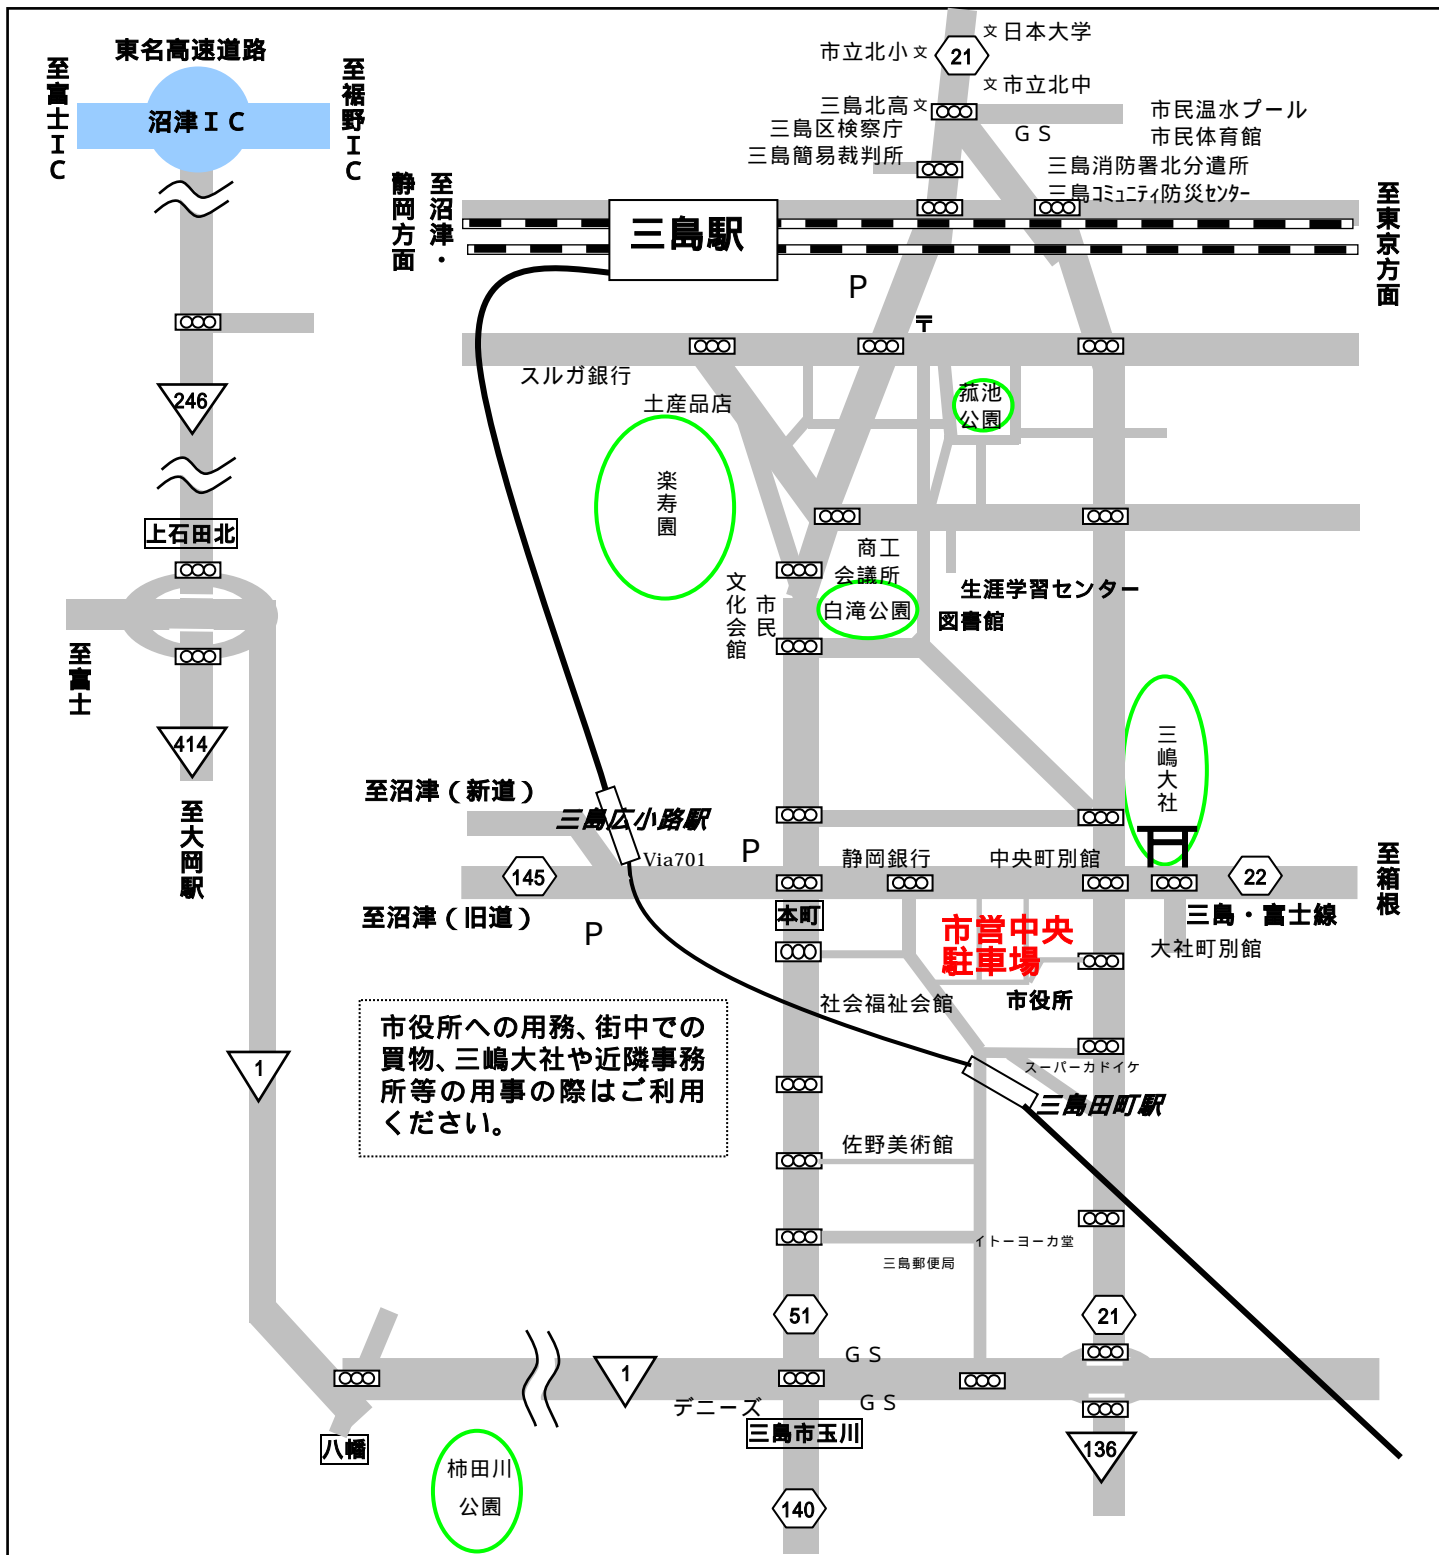 東名高速道路
至富士ＩＣ
沼津ＩＣ
至裾野ＩＣ
文日本大学
市立北小文
21
文市立北中
三島北高文
三島区検察庁
三島簡易裁判所
ＧＳ
市民温水プール
市民体育館
三島消防署北分遣所
三島ｺﾐｭﾆﾃｨ防災ｾﾝﾀｰ
至沼津・
静岡方面
三島駅
至東京方面
Ｐ
〒
スルガ銀行
土産品店
菰池
公園
246
楽寿園
上石田北
商工
会議所
市民
文化会館
白滝公園
生涯学習センター
図書館
至富士
414
至大岡駅
三嶋大社
至沼津（新道）
三島広小路駅
Via701
Ｐ
静岡銀行
中央町別館
145
22
至箱根
至沼津（旧道）
Ｐ
本町
三島・富士線
市営中央
駐車場
大社町別館
市役所
社会福祉会館
市役所への用務、街中での
買物、三嶋大社や近隣事務
所等の用事の際はご利用
ください。
1
スーパーカドイケ
三島田町駅
佐野美術館
イトーヨーカ堂
三島郵便局
51
21
ＧＳ
1
デニーズ
ＧＳ
三島市玉川
八幡
136
柿田川
公園
140